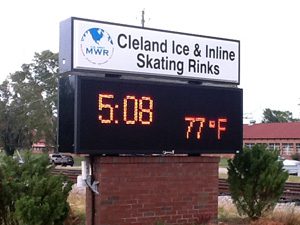 MWR
Cleland Ice & Inline
Skating Rinks
5:08
77°F